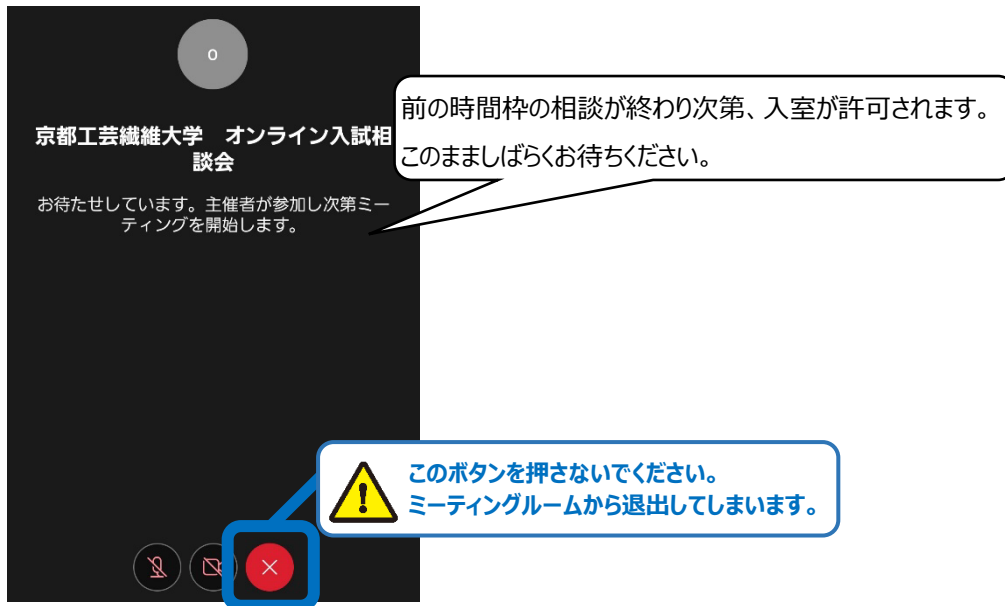 o
京都工芸繊維大学　オンライン入試相
談会
お待たせしています。主催者が参加し次第ミー
ティングを開始します。
前の時間枠の相談が終わり次第、入室が許可されます。
このまましばらくお待ちください。
このボタンを押さないでください。
ミーティングルームから退出してしまいます。